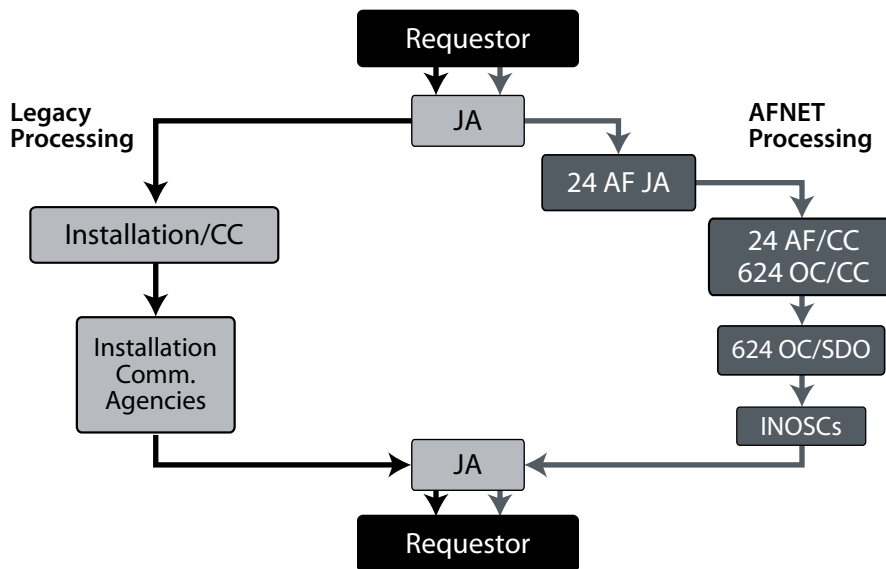 Requestor
Legacy
Processing
JA
AFNET
Processing
24 AF JA
Installation/CC
24 AF/CC
624 OC/CC
Installation
Comm.
Agencies
624 OC/SDO
INOSCs
JA
Requestor